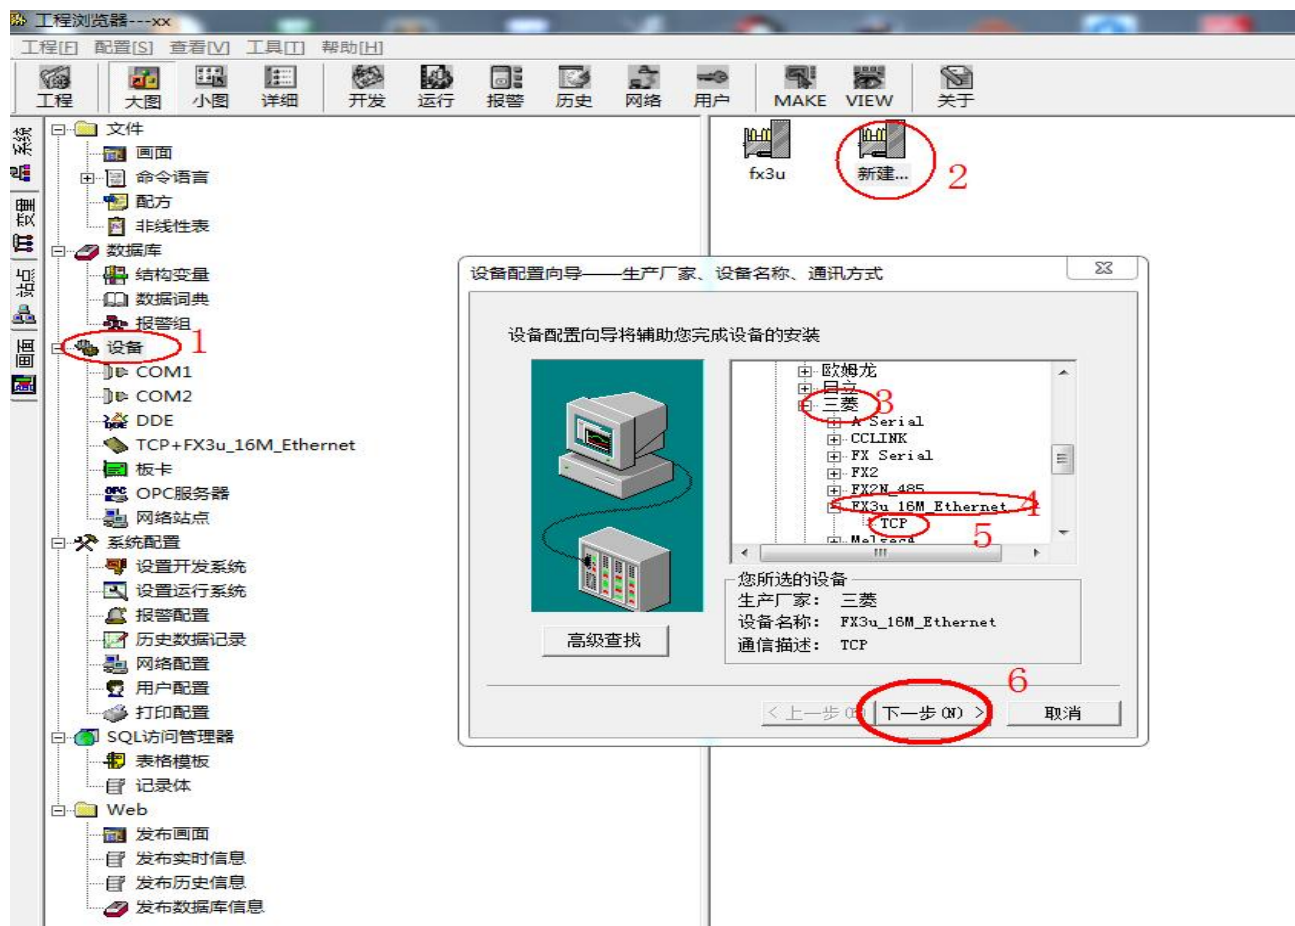 工程浏览器---xx
工程[F] 配置[S] 查看[V] 工具[T] 帮助[H]
工程 大图 小图 详细 开发 运行 报警 历史 网络 用户 MAKE VIEW 关于
系统
变量
站点
画面
文件
画面
命令语言
配方
非线性表
数据库
结构变量
数据词典
报警组
设备 1
COM1
COM2
DDE
TCP+FX3u_16M_Ethernet
板卡
OPC服务器
网络站点
系统配置
设置开发系统
设置运行系统
报警配置
历史数据记录
网络配置
用户配置
打印配置
SQL访问管理器
表格模板
记录体
Web
发布画面
发布实时信息
发布历史信息
发布数据库信息
fx3u 新建... 2
设备配置向导——生产厂家、设备名称、通讯方式
设备配置向导将辅助您完成设备的安装
欧姆龙
日立
三菱 3
A Serial
CCLINK
FX Serial
FX2
FX2N_485
FX3u_16M_Ethernet 4
TCP 5
Melsec4
高级查找
您所选的设备
生产厂家： 三菱
设备名称： FX3u_16M_Ethernet
通信描述： TCP
6
< 上一步 下一步(N) > 取消